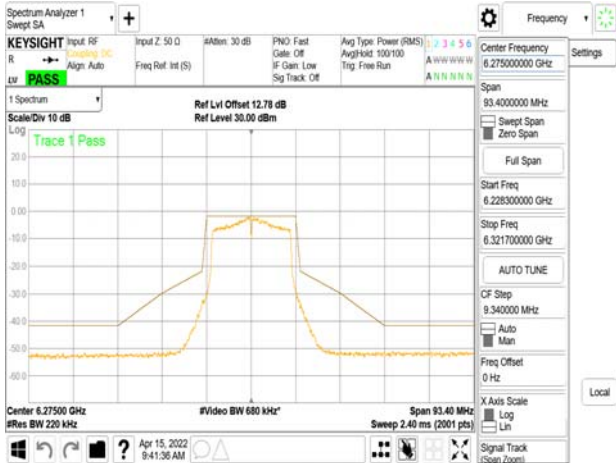 Spectrum Analyzer 1
Swept SA
+
Frequency
KEYSIGHT
R
LV
PASS
Input: RF
Coupling: DC
Align: Auto
Input Z: 50 Ω
Freq Ref: Int (S)
#Atten: 30 dB
PNO: Fast
Gate: Off
IF Gain: Low
Sig Track: Off
Avg Type: Power (RMS)
Avg|Hold: 100/100
Trig: Free Run
1 2 3 4 5 6
A W W W W W
A N N N N N
1 Spectrum
Scale/Div 10 dB
Ref Lvl Offset 12.78 dB
Ref Level 30.00 dBm
Log
Trace 1 Pass
20.0
10.0
0.00
-10.0
-20.0
-30.0
-40.0
-50.0
-60.0
Center 6.27500 GHz
#Res BW 220 kHz
#Video BW 680 kHz*
Span 93.40 MHz
Sweep 2.40 ms (2001 pts)
?
Apr 15, 2022
9:41:36 AM
Center Frequency
6.275000000 GHz
Span
93.4000000 MHz
Swept Span
Zero Span
Full Span
Start Freq
6.228300000 GHz
Stop Freq
6.321700000 GHz
AUTO TUNE
CF Step
9.340000 MHz
Auto
Man
Freq Offset
0 Hz
X Axis Scale
Log
Lin
Signal Track
(Span Zoom)
Settings
Local